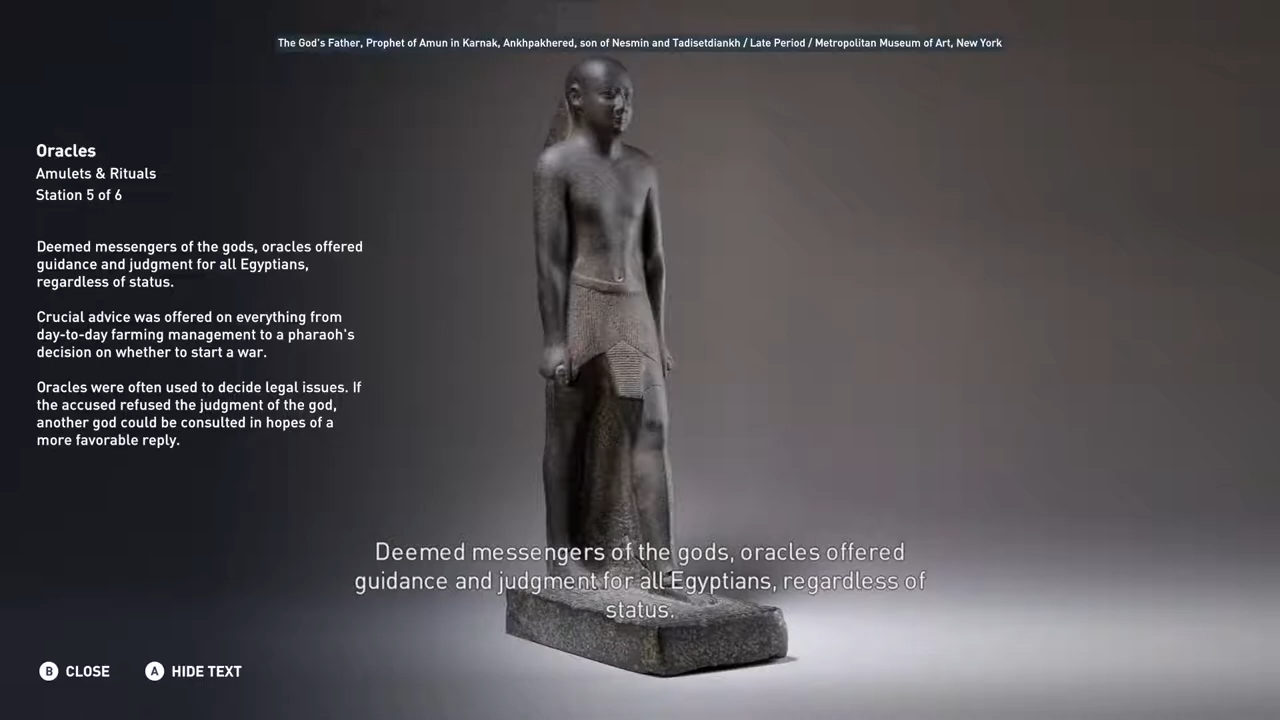 The God's Father, Prophet of Amun in Karnak, Ankhpakhered, son of Nesmin and Tadisetdiankh / Late Period / Metropolitan Museum of Art, New York
Oracles
Amulets & Rituals
Station 5 of 6
Deemed messengers of the gods, oracles offered
guidance and judgment for all Egyptians,
regardless of status.
Crucial advice was offered on everything from
day-to-day farming management to a pharaoh's
decision on whether to start a war.
Oracles were often used to decide legal issues. If
the accused refused the judgment of the god,
another god could be consulted in hopes of a
more favorable reply.
Deemed messengers of the gods, oracles offered
guidance and judgment for all Egyptians, regardless of
status.
B CLOSE A HIDE TEXT